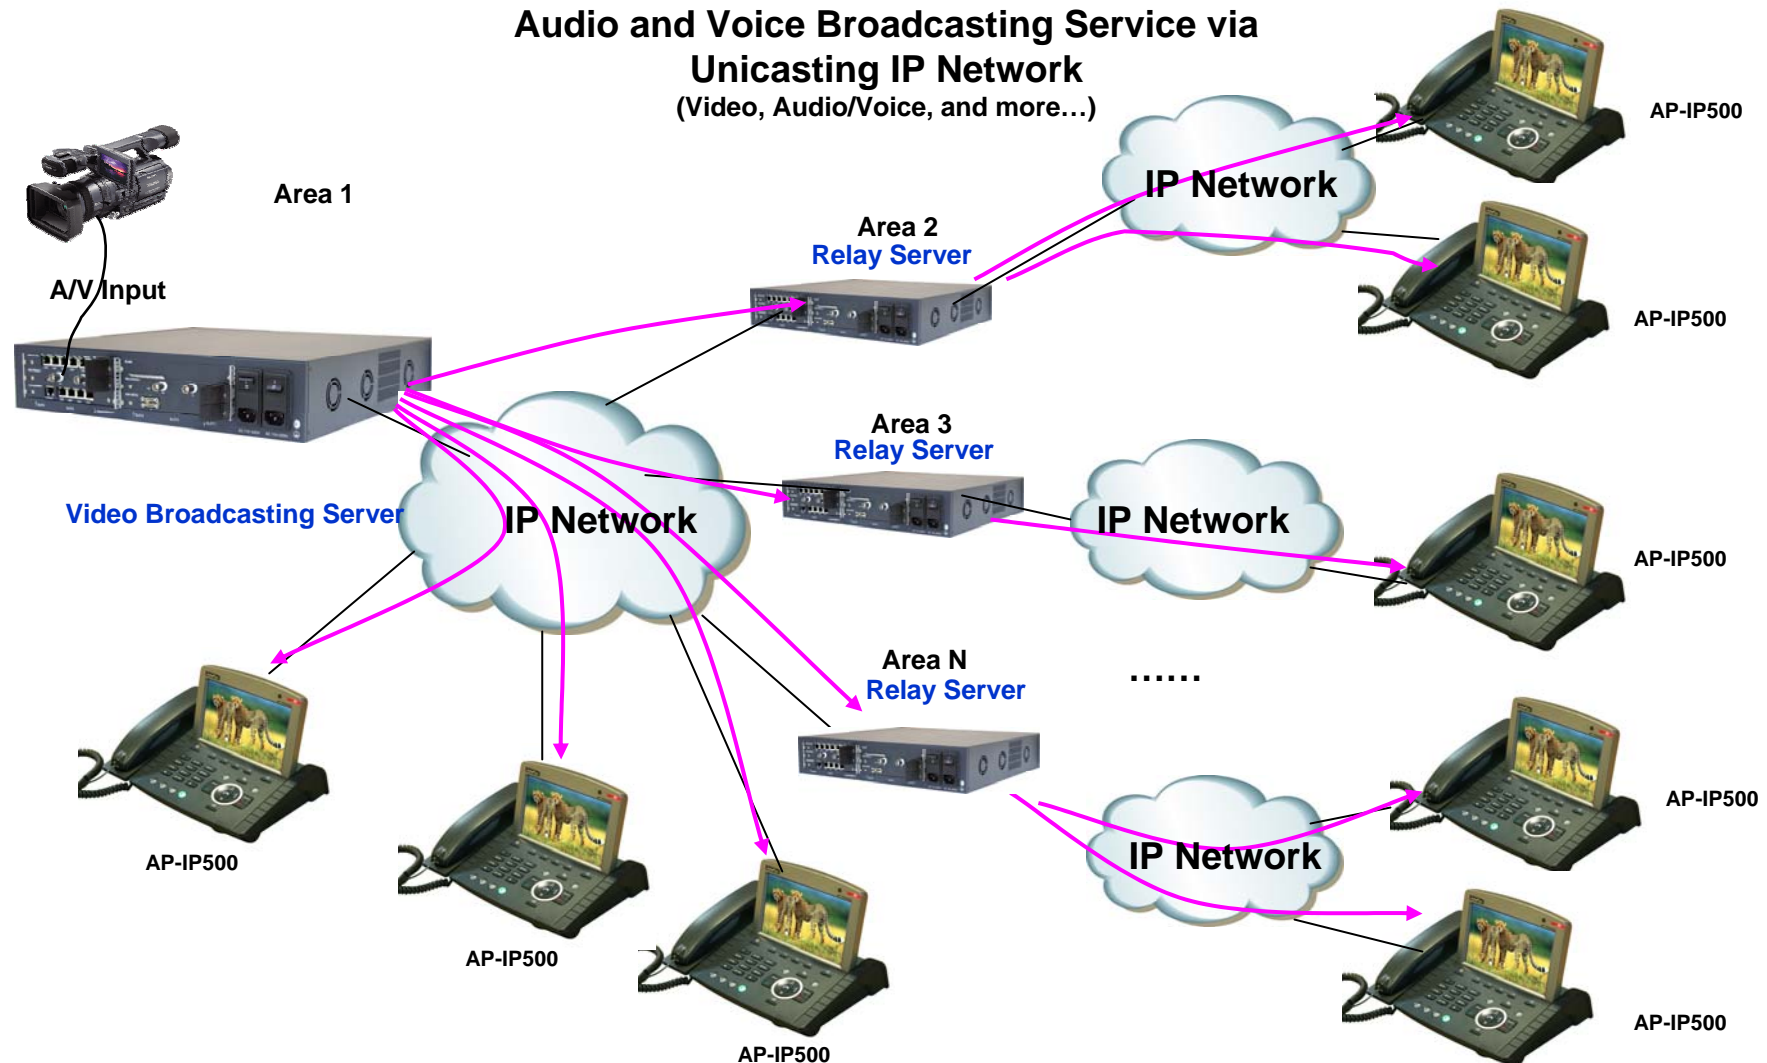 Audio and Voice Broadcasting Service via
Unicasting IP Network
(Video, Audio/Voice, and more…)
AP-IP500
IP Network
Area 1
Area 2
Relay Server
A/V Input
AP-IP500
Area 3
Relay Server
Video Broadcasting Server
IP Network
IP Network
AP-IP500
Area N
Relay Server
……
AP-IP500
IP Network
AP-IP500
AP-IP500
AP-IP500
AP-IP500